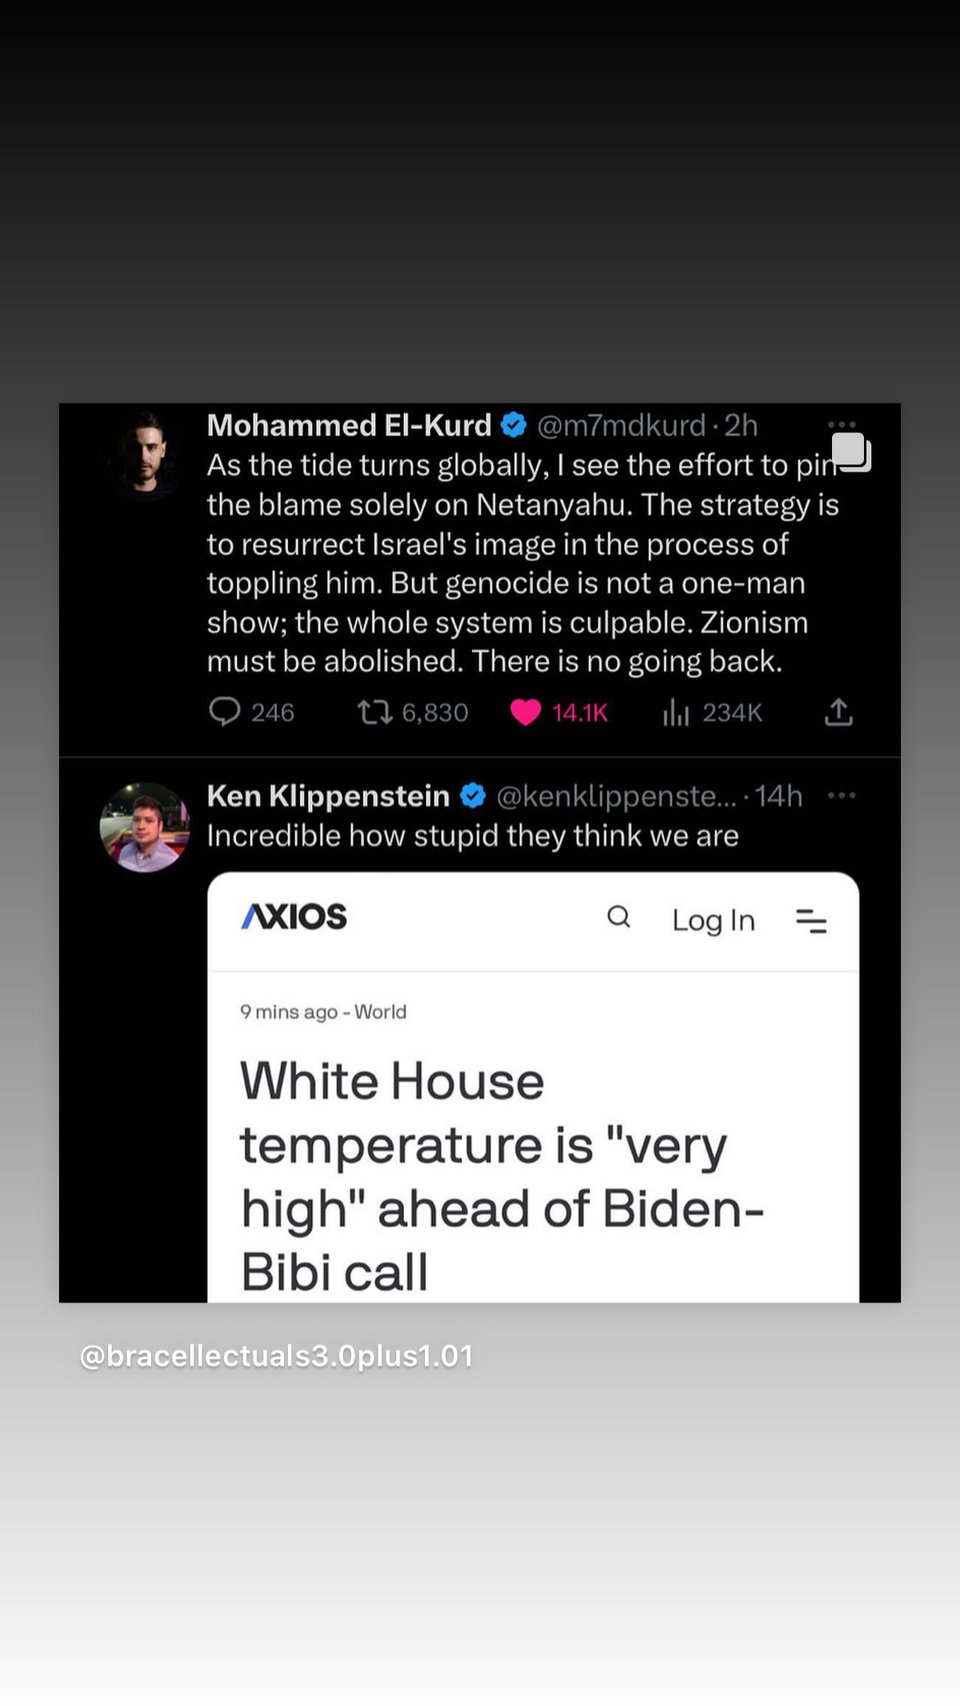 Mohammed El-Kurd @m7mdkurd · 2h
As the tide turns globally, I see the effort to pin
the blame solely on Netanyahu. The strategy is
to resurrect Israel's image in the process of
toppling him. But genocide is not a one-man
show; the whole system is culpable. Zionism
must be abolished. There is no going back.
246 6,830 14.1K 234K
Ken Klippenstein @kenklippenste... · 14h
Incredible how stupid they think we are
AXIOS Log In
9 mins ago - World
White House
temperature is "very
high" ahead of Biden-
Bibi call
@bracellectuals3.0plus1.01